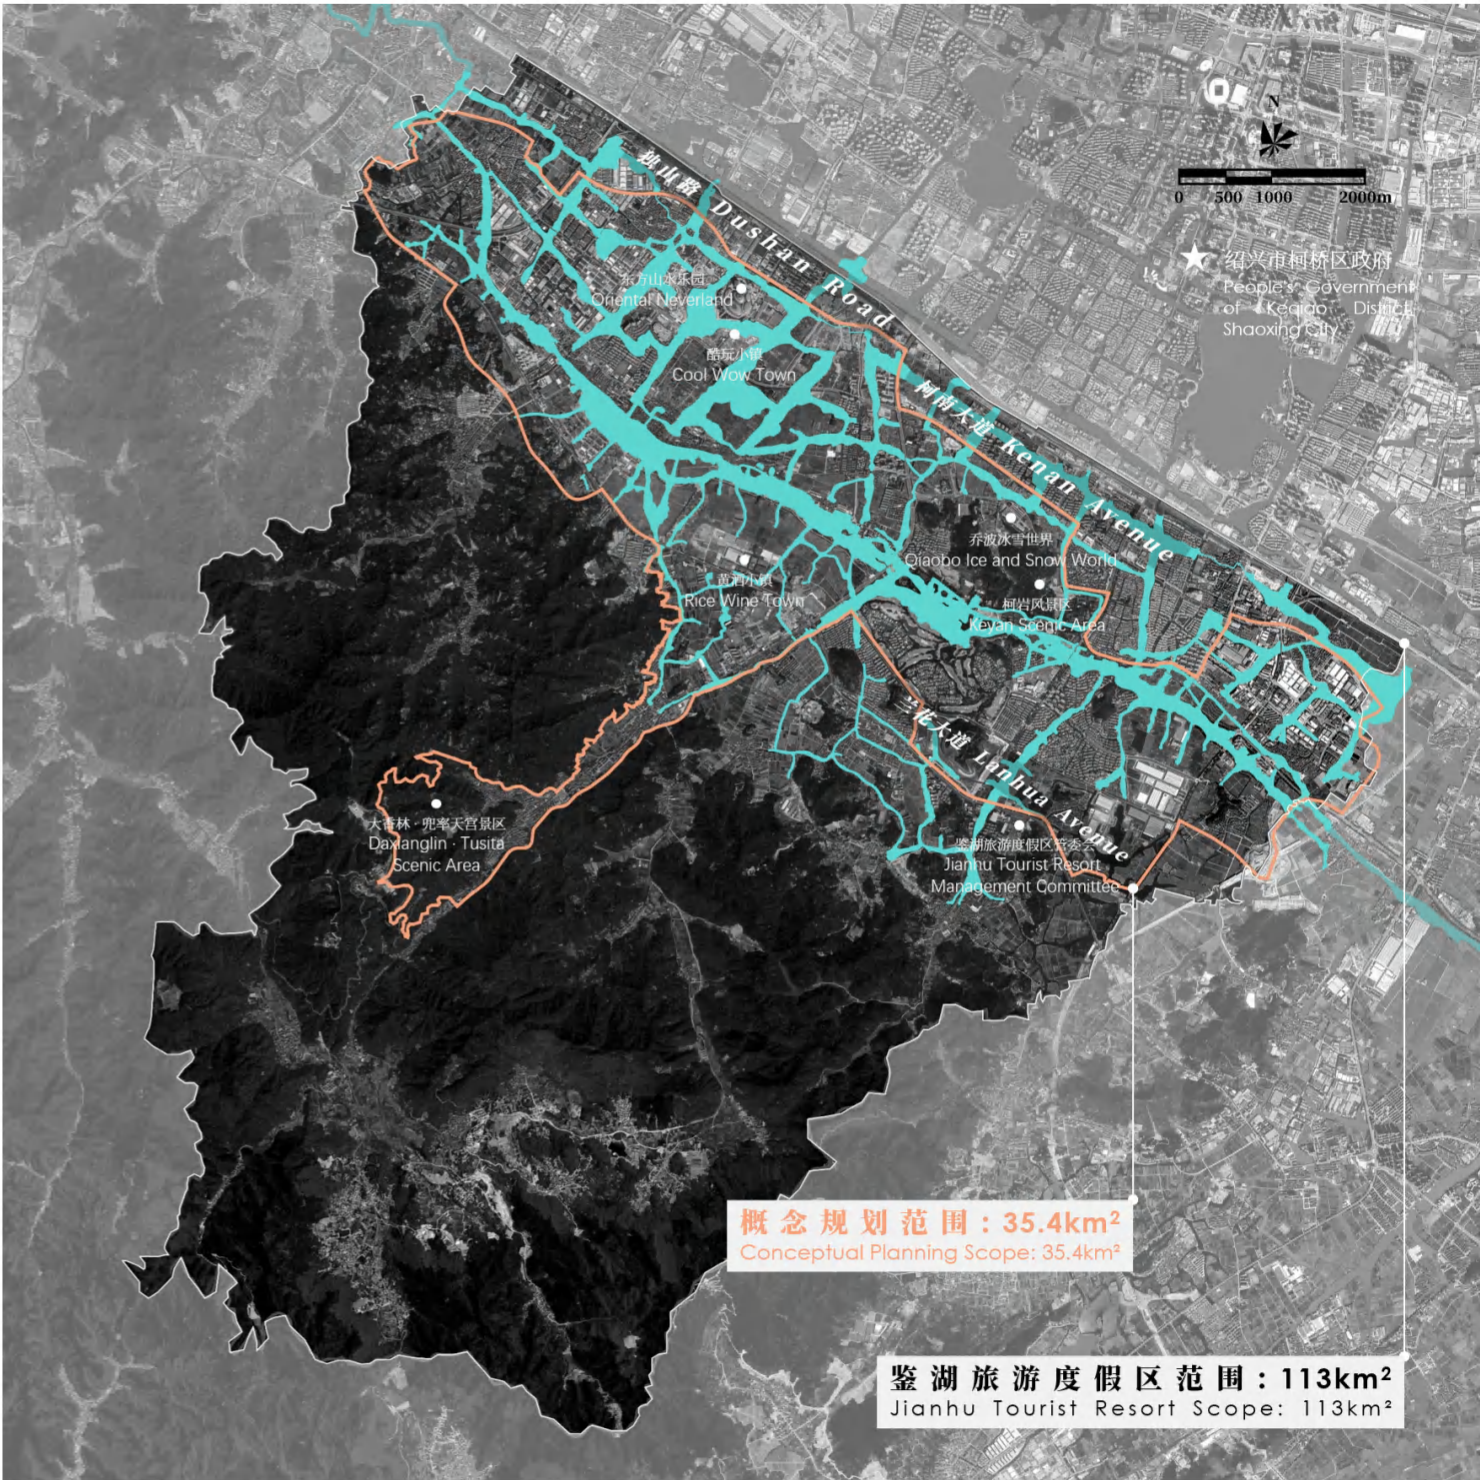 N
0 500 1000 2000m
独山路 Dushan Road
绍兴市柯桥区政府
People's Government
of Keqiao District,
Shaoxing City
东方山水乐园
Oriental Neverland
酷玩小镇
Cool Wow Town
柯南大道 Kenan Avenue
乔波冰雪世界
Qiaobo Ice and Snow World
黄酒小镇
Rice Wine Town
柯岩风景区
Keyan Scenic Area
兰花大道 Lanhua Avenue
大香林·兜率天宫景区
Daxianglin · Tusita
Scenic Area
鉴湖旅游度假区管委会
Jianhu Tourist Resort
Management Committee
概念规划范围：35.4km²
Conceptual Planning Scope: 35.4km²
鉴湖旅游度假区范围：113km²
Jianhu Tourist Resort Scope: 113km²